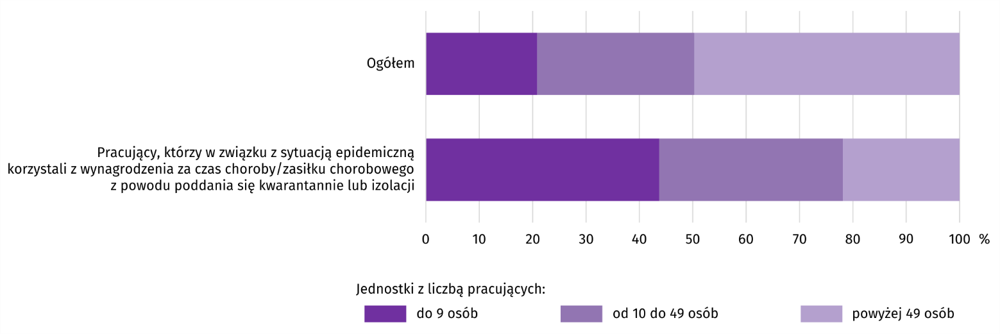 Ogółem
Pracujący, którzy w związku z sytuacją epidemiczną
korzystali z wynagrodzenia za czas choroby/zasiłku chorobowego
z powodu poddania się kwarantannie lub izolacji
0 10 20 30 40 50 60 70 80 90 100 %
Jednostki z liczbą pracujących:
do 9 osób od 10 do 49 osób powyżej 49 osób